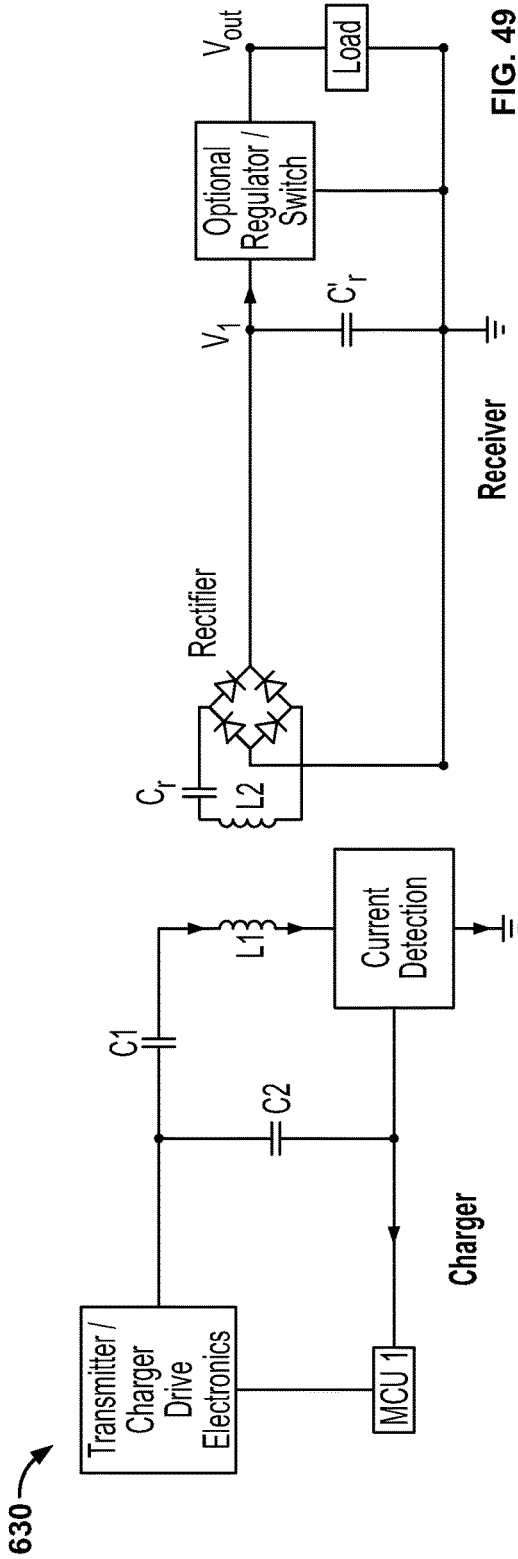 630
Transmitter /
Charger
Drive
Electronics
MCU 1
C1
C2
L1
Current
Detection
Charger
Cr
L2
Rectifier
V1
C'r
Optional
Regulator /
Switch
Vout
Load
Receiver
FIG. 49